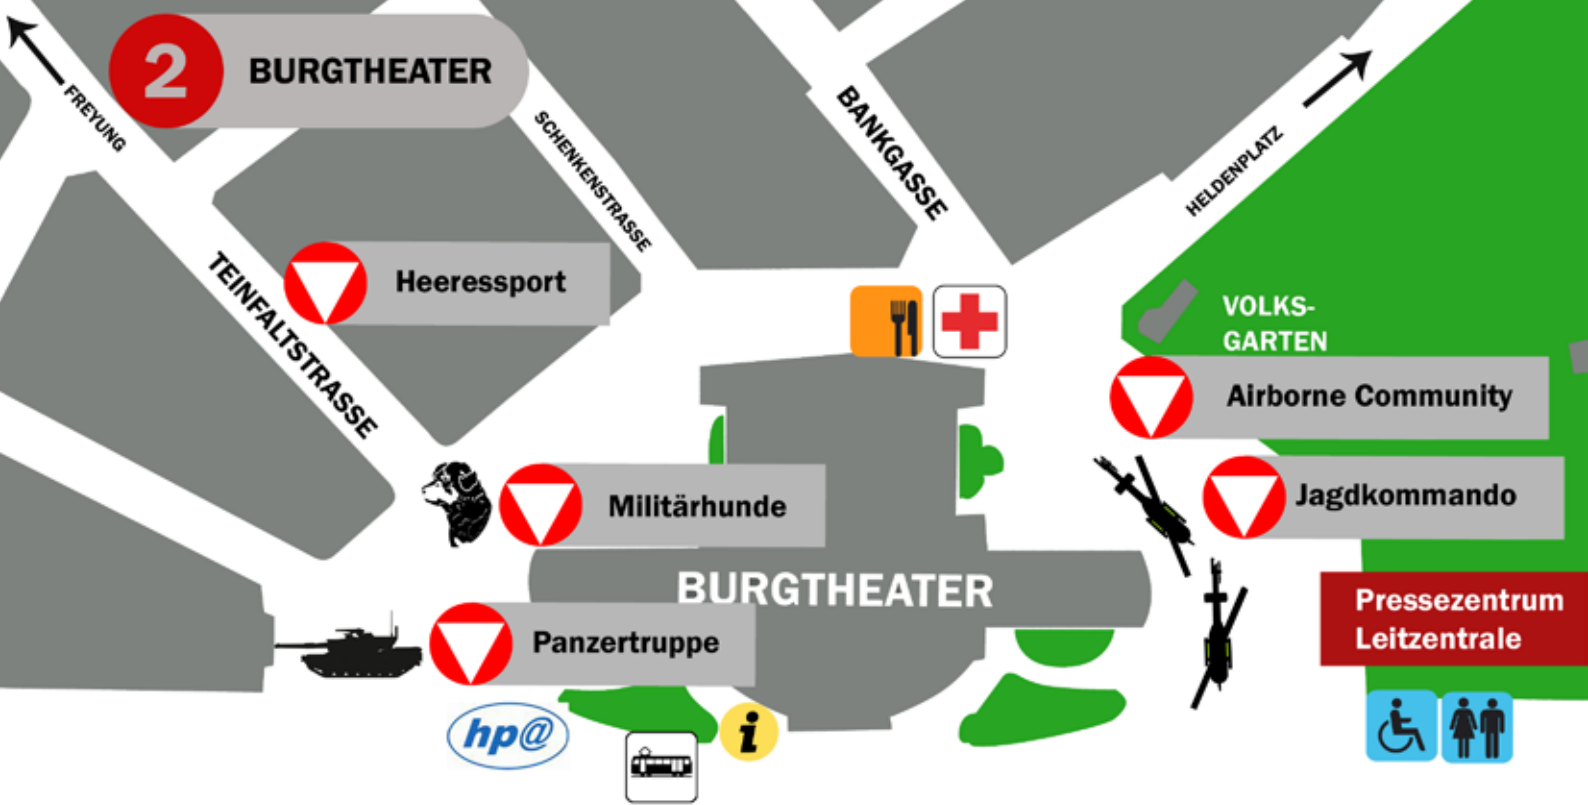 2
BURGTHEATER
FREYUNG
SCHENKENSTRASSE
BANKGASSE
HELDENPLATZ
TEINFALTSTRASSE
Heeressport
VOLKS-
GARTEN
Airborne Community
Jagdkommando
Militärhunde
BURGTHEATER
Panzertruppe
Pressezentrum
Leitzentrale
hp@
i